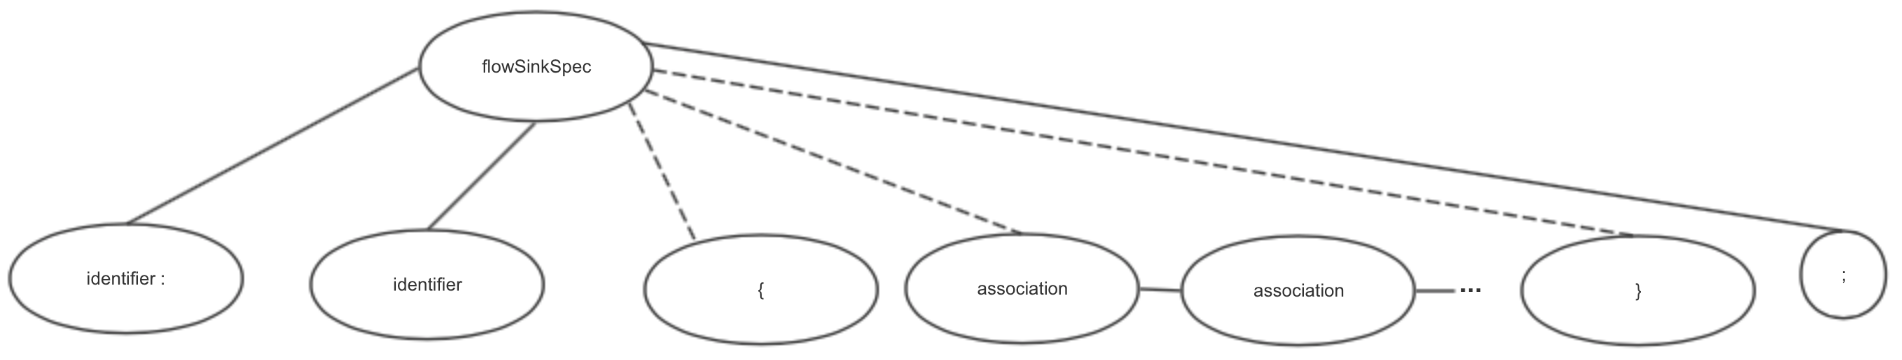 flowSinkSpec
identifier :
identifier
{
association
association
...
}
;